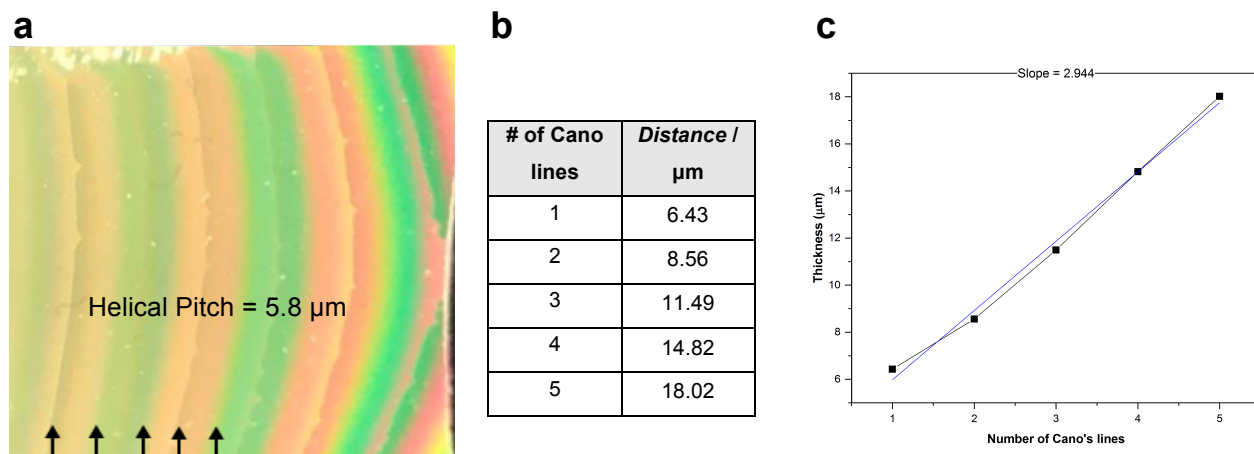 a
Helical Pitch = 5.8 µm
b
# of Cano lines
Distance / µm
1 6.43
2 8.56
3 11.49
4 14.82
5 18.02
c
Slope = 2.944
Thickness (µm)
18
16
14
12
10
8
6
1 2 3 4 5
Number of Cano's lines